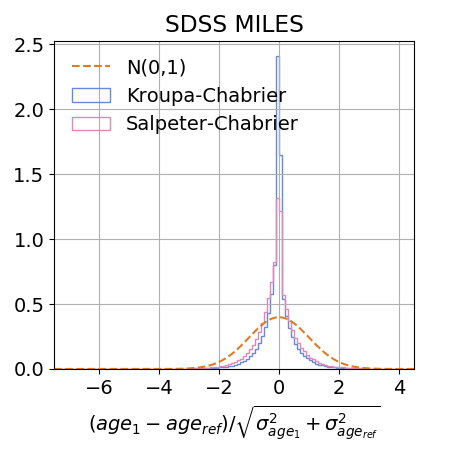 SDSS MILES
2.5
N(0,1)
Kroupa-Chabrier
2.0
Salpeter-Chabrier
1.5
1.0
0.5
0.0
−6 −4 −2 0 2 4
(age₁ − age_ref)/√σ²_age₁ + σ²_age_ref